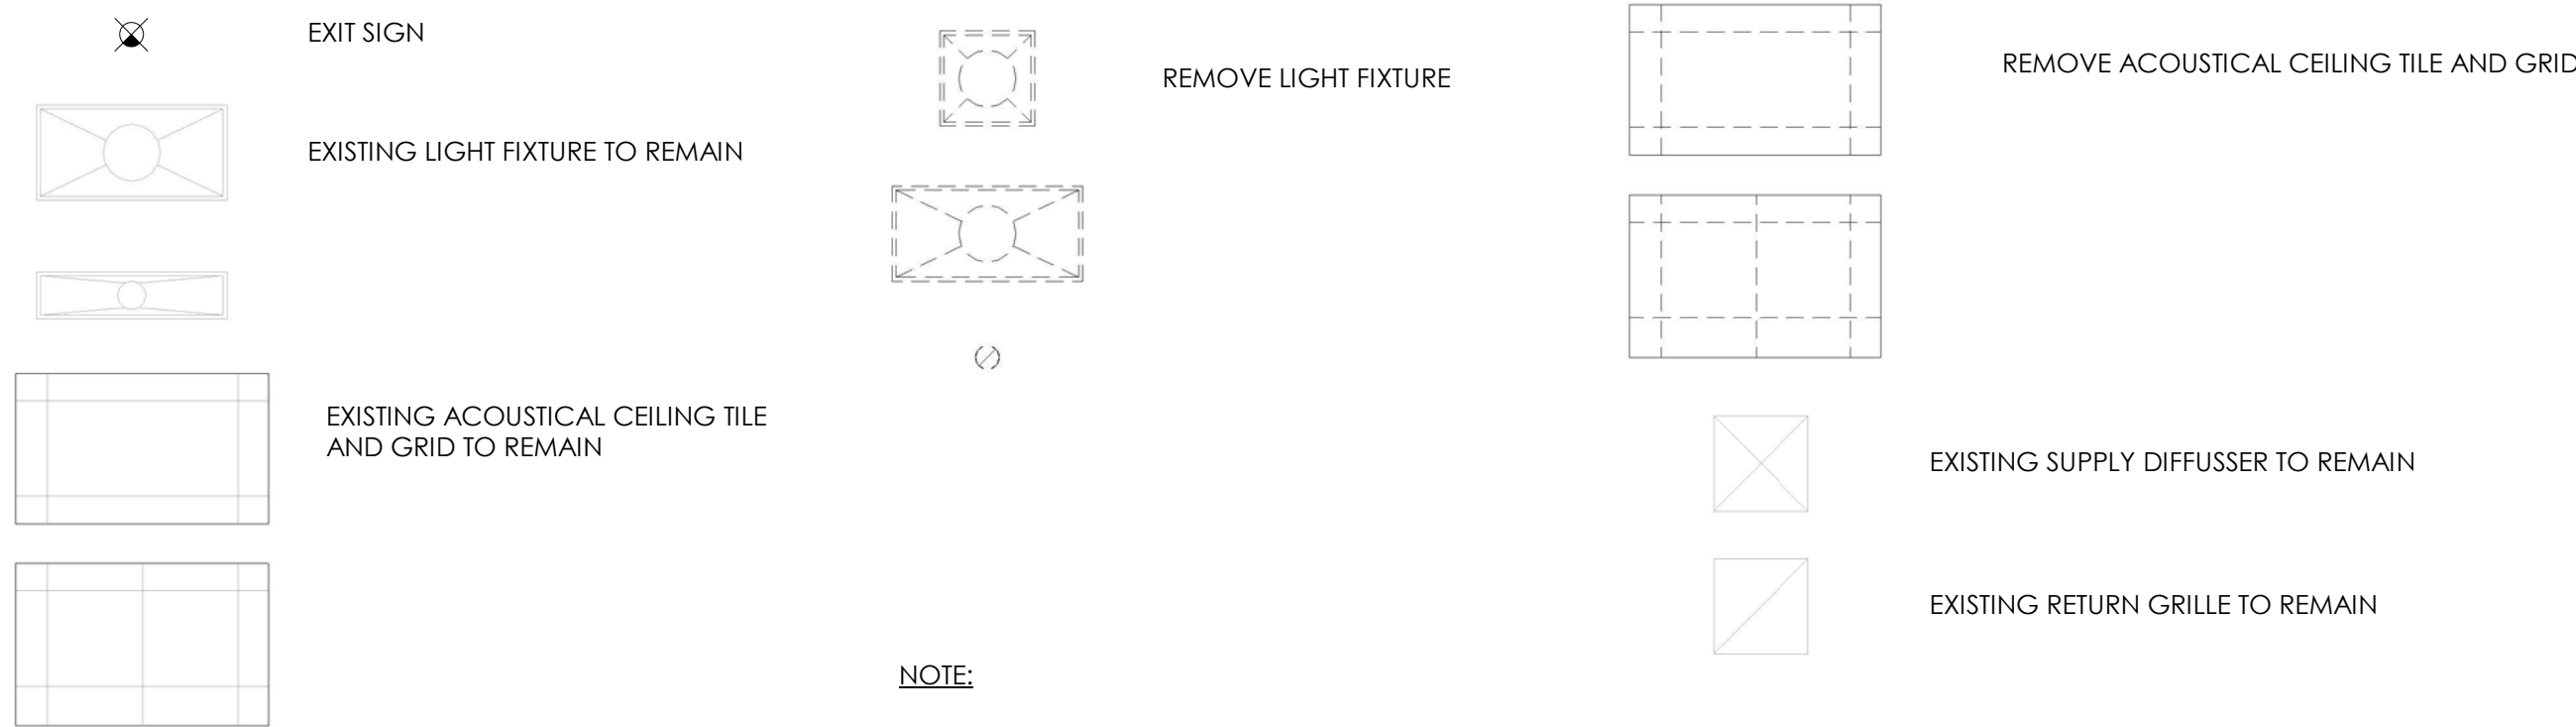 EXIT SIGN
EXISTING LIGHT FIXTURE TO REMAIN
EXISTING ACOUSTICAL CEILING TILE
AND GRID TO REMAIN
REMOVE LIGHT FIXTURE
NOTE:
REMOVE ACOUSTICAL CEILING TILE AND GRID
EXISTING SUPPLY DIFFUSSER TO REMAIN
EXISTING RETURN GRILLE TO REMAIN